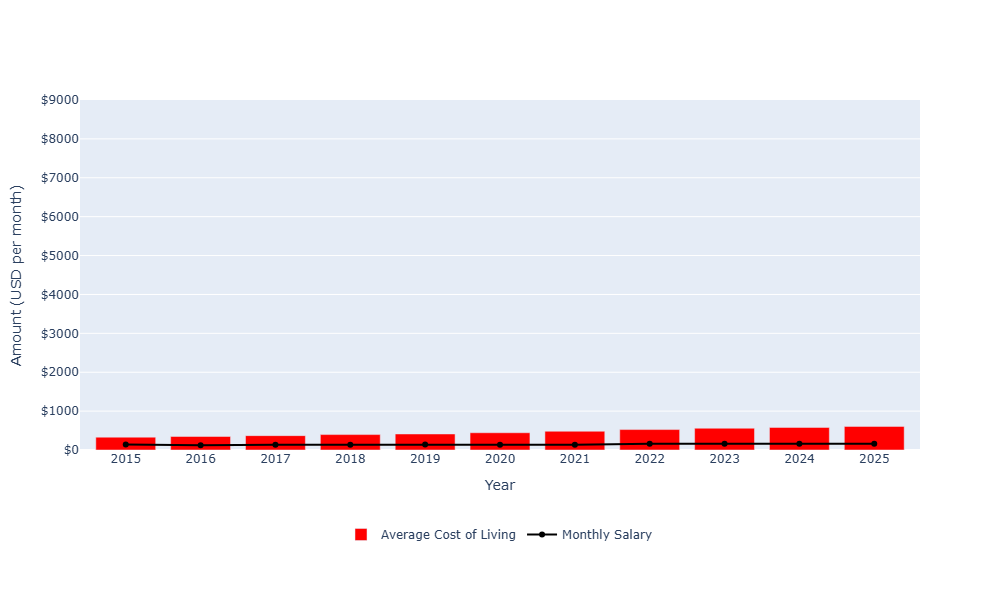 $9000
$8000
$7000
$6000
$5000
$4000
$3000
$2000
$1000
$0
Amount (USD per month)
2015 2016 2017 2018 2019 2020 2021 2022 2023 2024 2025
Year
Average Cost of Living Monthly Salary